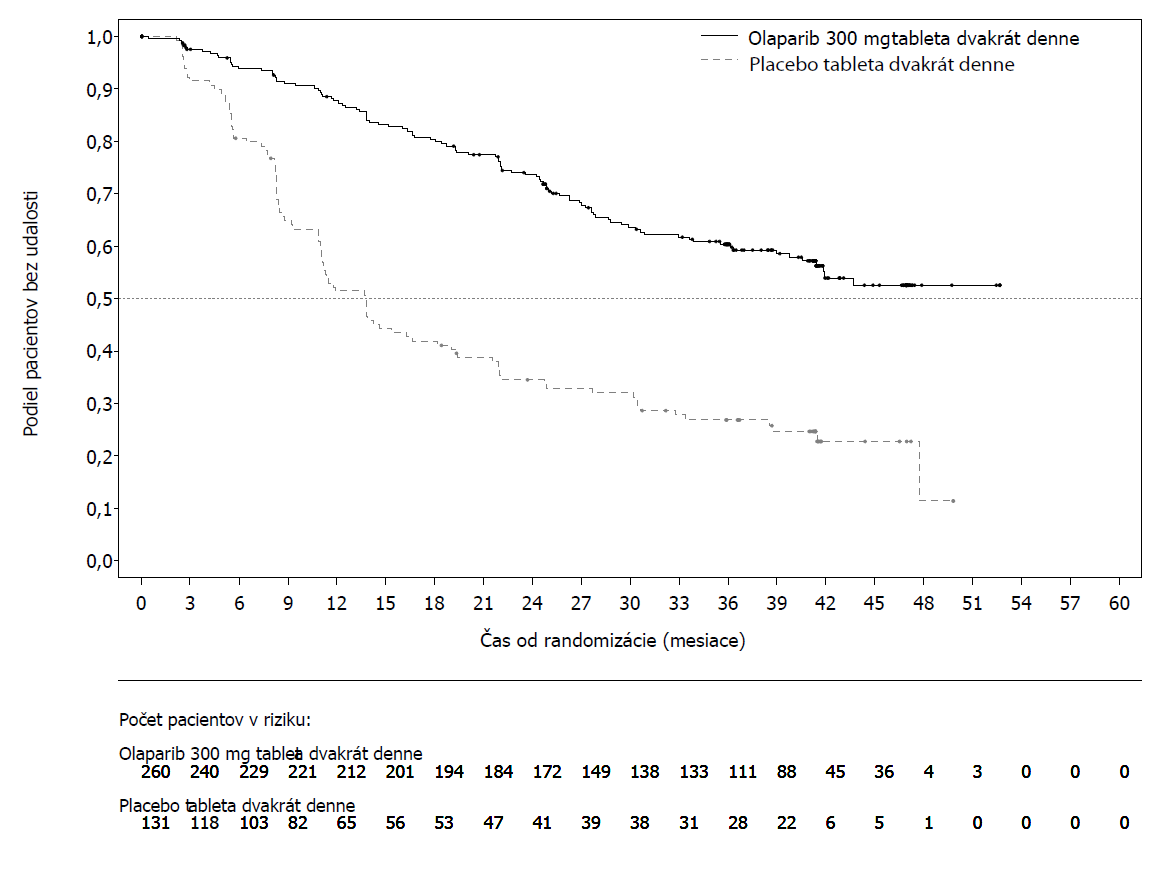 Olaparib 300 mgtableta dvakrát denne
Placebo tableta dvakrát denne
Podiel pacientov bez udalosti
1,0
0,9
0,8
0,7
0,6
0,5
0,4
0,3
0,2
0,1
0,0
0 3 6 9 12 15 18 21 24 27 30 33 36 39 42 45 48 51 54 57 60
Čas od randomizácie (mesiace)
Počet pacientov v riziku:
Olaparib 300 mg tableta dvakrát denne
260 240 229 221 212 201 194 184 172 149 138 133 111 88 45 36 4 3 0 0 0
Placebo tableta dvakrát denne
131 118 103 82 65 56 53 47 41 39 38 31 28 22 6 5 1 0 0 0 0